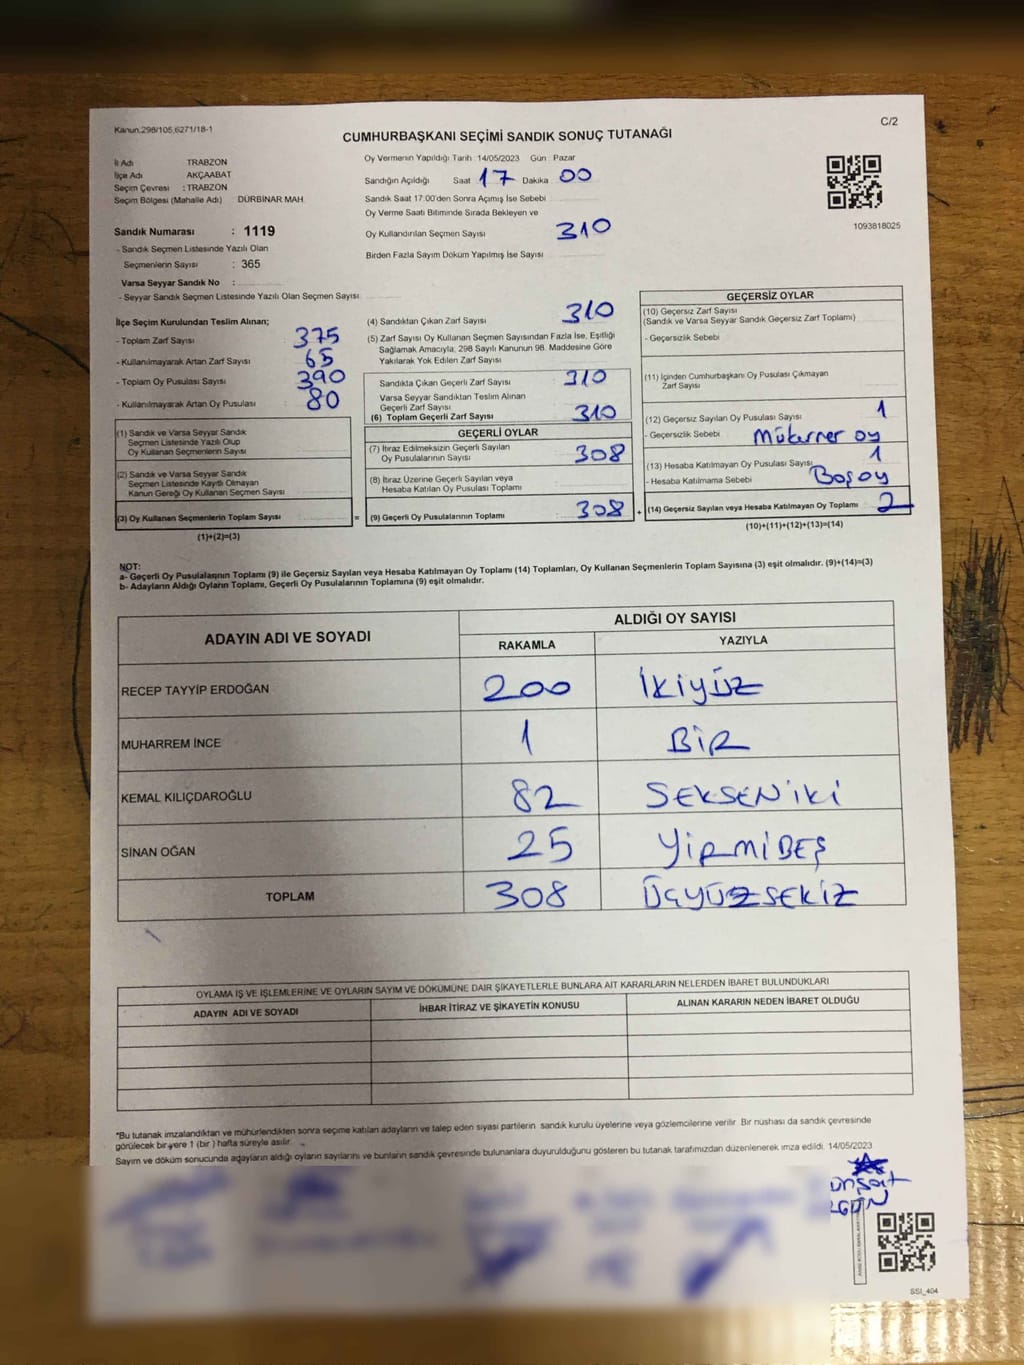 Kanun:298/105,6271/18-1
C/2
CUMHURBAŞKANI SEÇİMİ SANDIK SONUÇ TUTANAĞI
İl Adı TRABZON
İlçe Adı AKÇAABAT
Seçim Çevresi : TRABZON
Seçim Bölgesi (Mahalle Adı) DÜRBİNAR MAH.
Sandık Numarası : 1119
- Sandık Seçmen Listesinde Yazılı Olan
Seçmenlerin Sayısı : 365
Varsa Seyyar Sandık No :
- Seyyar Sandık Seçmen Listesinde Yazılı Olan Seçmen Sayısı
Oy Vermenin Yapıldığı Tarih : 14/05/2023 Gün : Pazar
Sandığın Açıldığı Saat 17 Dakika 00
Sandık Saat 17.00'den Sonra Açımış İse Sebebi
Oy Verme Saati Bitiminde Sırada Bekleyen ve
Oy Kullandırılan Seçmen Sayısı 310
Birden Fazla Sayım Döküm Yapılmış İse Sayısı
1093818025
İlçe Seçim Kurulundan Teslim Alınan;
- Toplam Zarf Sayısı 375
- Kullanılmayarak Artan Zarf Sayısı 65
- Toplam Oy Pusulası Sayısı 390
- Kullanılmayarak Artan Oy Pusulası 80
(1) Sandık ve Varsa Seyyar Sandık
Seçmen Listesinde Yazılı Olup
Oy Kullanan Seçmenlerin Sayısı
(2) Sandık ve Varsa Seyyar Sandık
Seçmen Listesinde Kayıtlı Olmayan
Kanun Gereği Oy Kullanan Seçmen Sayısı
(3) Oy Kullanan Seçmenlerin Toplam Sayısı =
(1)+(2)=(3)
(4) Sandıktan Çıkan Zarf Sayısı 310
(5) Zarf Sayısı Oy Kullanan Seçmen Sayısından Fazla İse, Eşitliği
Sağlamak Amacıyla, 298 Sayılı Kanunun 98. Maddesine Göre
Yakılarak Yok Edilen Zarf Sayısı
Sandıkta Çıkan Geçerli Zarf Sayısı 310
Varsa Seyyar Sandıktan Teslim Alınan
Geçerli Zarf Sayısı
(6) Toplam Geçerli Zarf Sayısı 310
GEÇERLİ OYLAR
(7) İtiraz Edilmeksizin Geçerli Sayılan
Oy Pusulalarının Sayısı 308
(8) İtiraz Üzerine Geçerli Sayılan veya
Hesaba Katılan Oy Pusulası Toplamı
(9) Geçerli Oy Pusulalarının Toplamı 308 +
GEÇERSİZ OYLAR
(10) Geçersiz Zarf Sayısı
(Sandık ve Varsa Seyyar Sandık Geçersiz Zarf Toplamı)
- Geçersizlik Sebebi
(11) İçinden Cumhurbaşkanı Oy Pusulası Çıkmayan
Zarf Sayısı
(12) Geçersiz Sayılan Oy Pusulası Sayısı 1
- Geçersizlik Sebebi Mükerrer oy
(13) Hesaba Katılmayan Oy Pusulası Sayısı 1
- Hesaba Katılmama Sebebi Boş oy
(14) Geçersiz Sayılan veya Hesaba Katılmayan Oy Toplamı 2
(10)+(11)+(12)+(13)=(14)
NOT:
a- Geçerli Oy Pusulalarının Toplamı (9) ile Geçersiz Sayılan veya Hesaba Katılmayan Oy Toplamı (14) Toplamları, Oy Kullanan Seçmenlerin Toplam Sayısına (3) eşit olmalıdır. (9)+(14)=(3)
b- Adayların Aldığı Oyların Toplamı, Geçerli Oy Pusulalarının Toplamına (9) eşit olmalıdır.
ADAYIN ADI VE SOYADI ALDIĞI OY SAYISI
RAKAMLA YAZIYLA
RECEP TAYYİP ERDOĞAN 200 İKİYÜZ
MUHARREM İNCE 1 BİR
KEMAL KILIÇDAROĞLU 82 SEKSENİKİ
SİNAN OĞAN 25 YİRMİBEŞ
TOPLAM 308 ÜÇYÜZSEKİZ
OYLAMA İŞ VE İŞLEMLERİNE VE OYLARIN SAYIM VE DÖKÜMÜNE DAİR ŞİKAYETLERLE BUNLARA AİT KARARLARIN NELERDEN İBARET BULUNDUKLARI
ADAYIN ADI VE SOYADI İHBAR İTİRAZ VE ŞİKAYETİN KONUSU ALINAN KARARIN NEDEN İBARET OLDUĞU
*Bu tutanak imzalandıktan ve mühürlendikten sonra seçime katılan adayların ve talep eden siyasi partilerin sandık kurulu üyelerine veya gözlemcilerine verilir. Bir nushası da sandık çevresinde
görülecek bir yere 1 (bir ) hafta süreyle asılır.
Sayım ve döküm sonucunda adayların aldığı oyların sayılarını ve bunların sandık çevresinde bulunanlara duyurulduğunu gösteren bu tutanak tarafımızdan düzenlenerek imza edildi. 14/05/2023
SSI_404